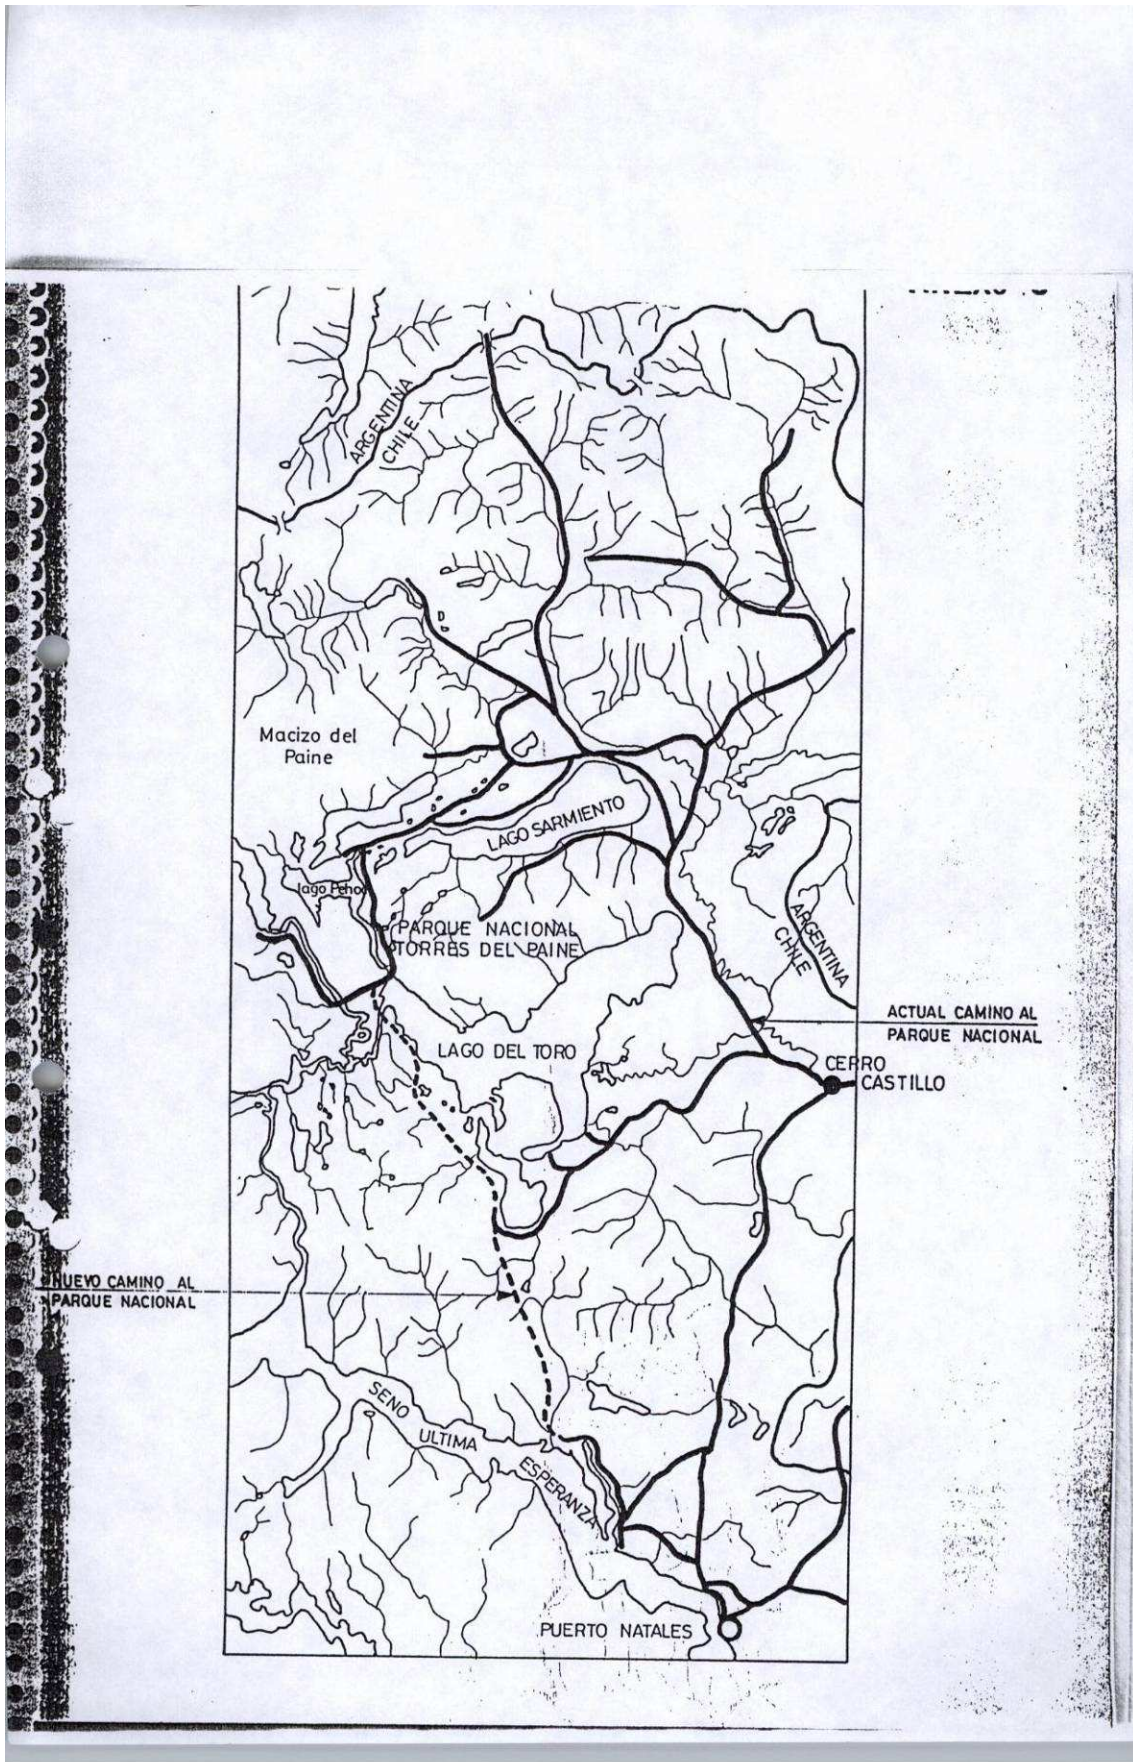 ARGENTINA
CHILE
Macizo del
Paine
LAGO SARMIENTO
lago Pehoe
PARQUE NACIONAL
TORRES DEL PAINE
ARGENTINA
CHILE
ACTUAL CAMINO AL
PARQUE NACIONAL
LAGO DEL TORO
CERRO
CASTILLO
NUEVO CAMINO AL
PARQUE NACIONAL
SENO
ULTIMA
ESPERANZA
PUERTO NATALES